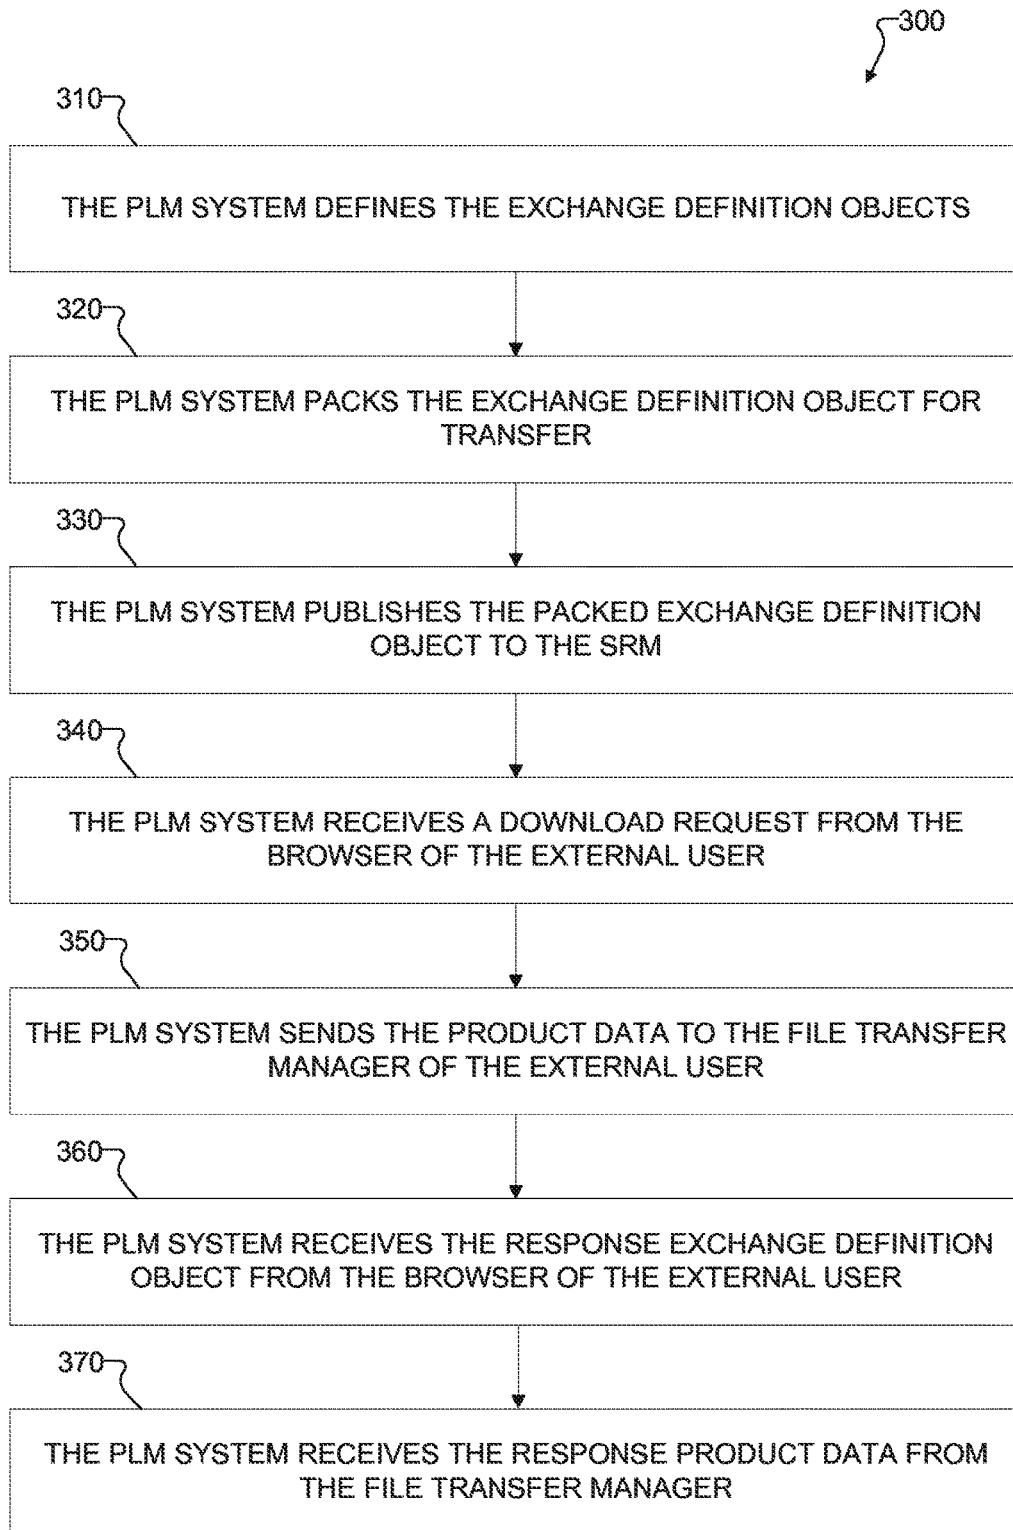 300
310
THE PLM SYSTEM DEFINES THE EXCHANGE DEFINITION OBJECTS
320
THE PLM SYSTEM PACKS THE EXCHANGE DEFINITION OBJECT FOR
TRANSFER
330
THE PLM SYSTEM PUBLISHES THE PACKED EXCHANGE DEFINITION
OBJECT TO THE SRM
340
THE PLM SYSTEM RECEIVES A DOWNLOAD REQUEST FROM THE
BROWSER OF THE EXTERNAL USER
350
THE PLM SYSTEM SENDS THE PRODUCT DATA TO THE FILE TRANSFER
MANAGER OF THE EXTERNAL USER
360
THE PLM SYSTEM RECEIVES THE RESPONSE EXCHANGE DEFINITION
OBJECT FROM THE BROWSER OF THE EXTERNAL USER
370
THE PLM SYSTEM RECEIVES THE RESPONSE PRODUCT DATA FROM
THE FILE TRANSFER MANAGER